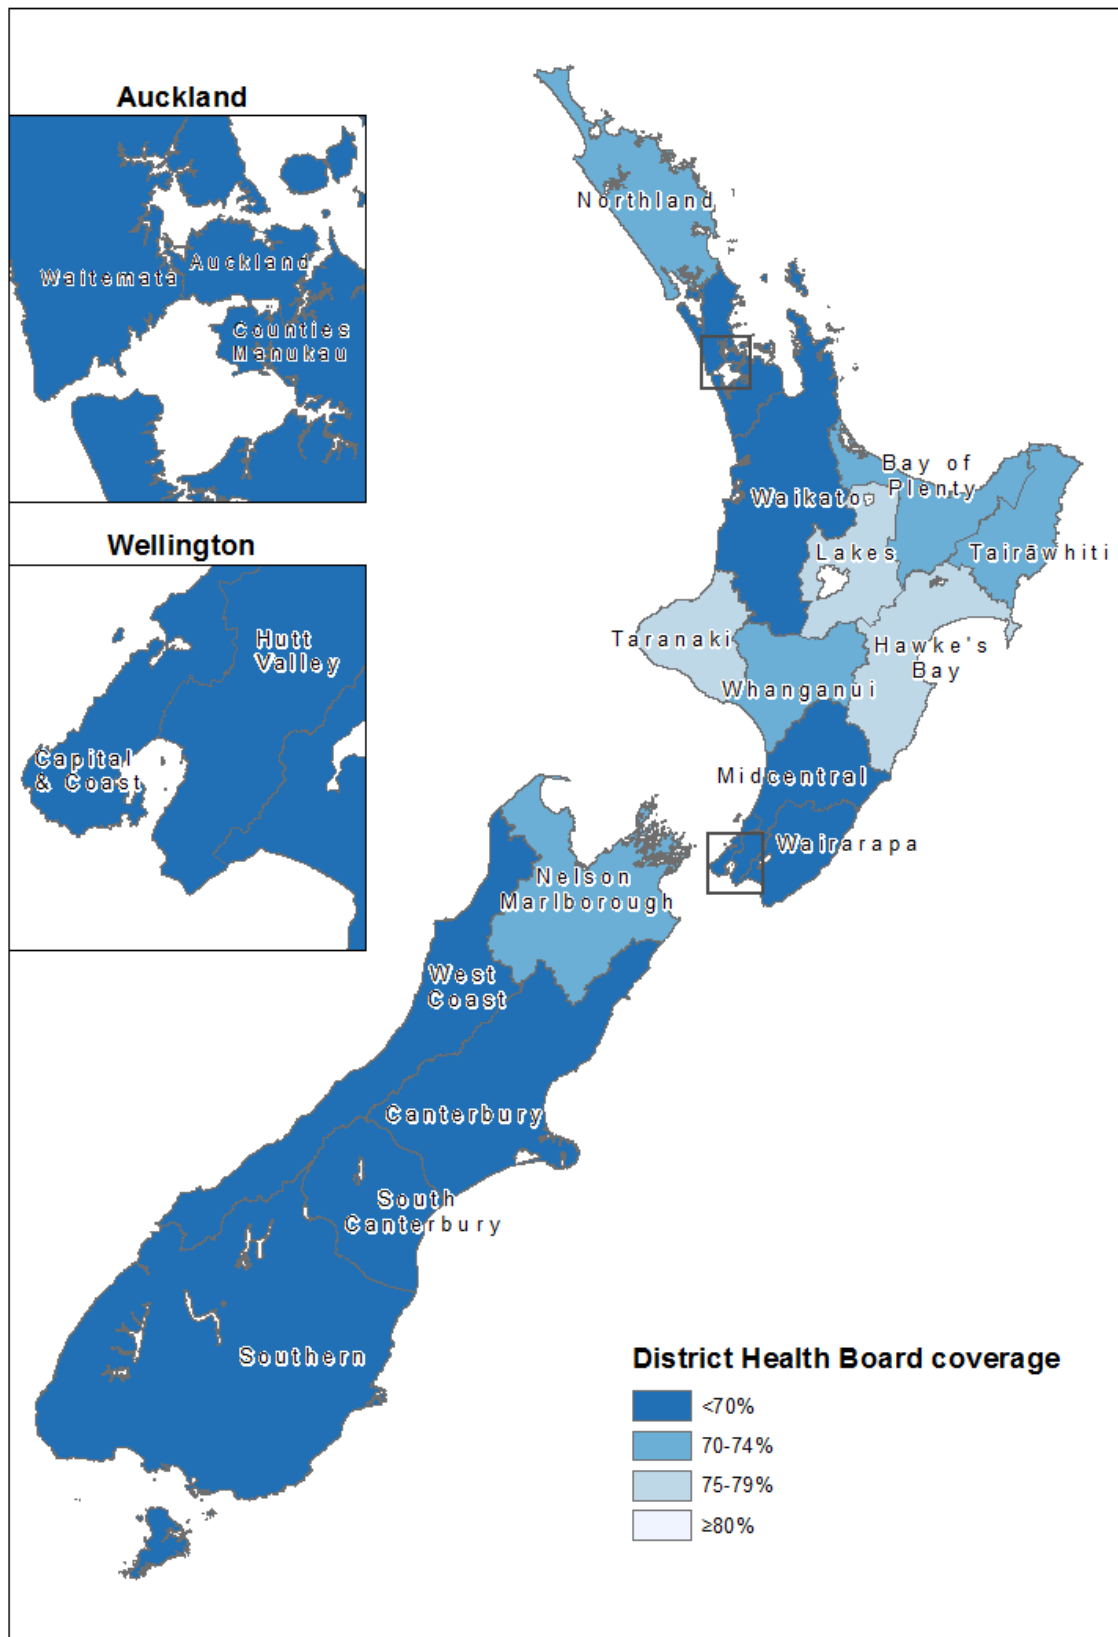 Auckland
Waitemata
Auckland
Counties
Manukau
Wellington
Hutt
Valley
Capital
& Coast
Northland
Waikato
Bay of
Plenty
Lakes
Tairāwhiti
Taranaki
Hawke's
Bay
Whanganui
Midcentral
Wairarapa
Nelson
Marlborough
West
Coast
Canterbury
South
Canterbury
Southern
District Health Board coverage
<70%
70-74%
75-79%
≥80%